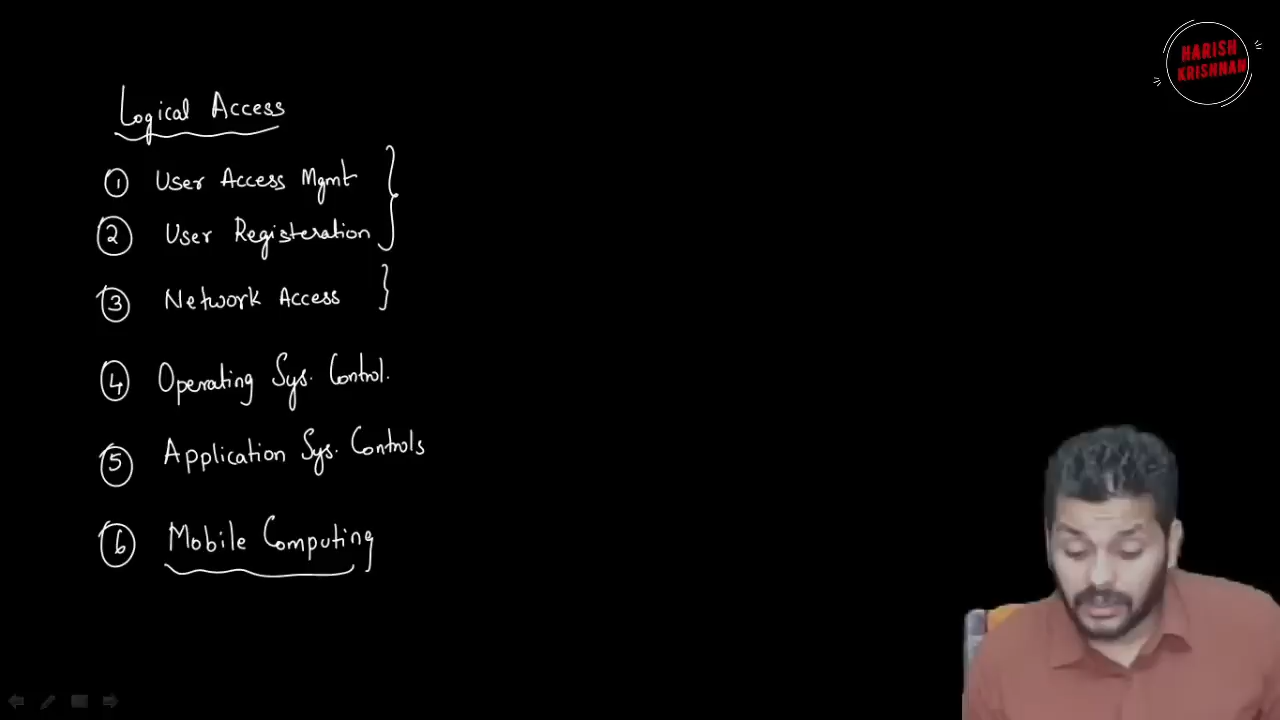 HARISH
KRISHNAN
Logical Access
1 User Access Mgmt
2 User Registeration
3 Network Access
4 Operating Sys. Control.
5 Application Sys. Controls
6 Mobile Computing